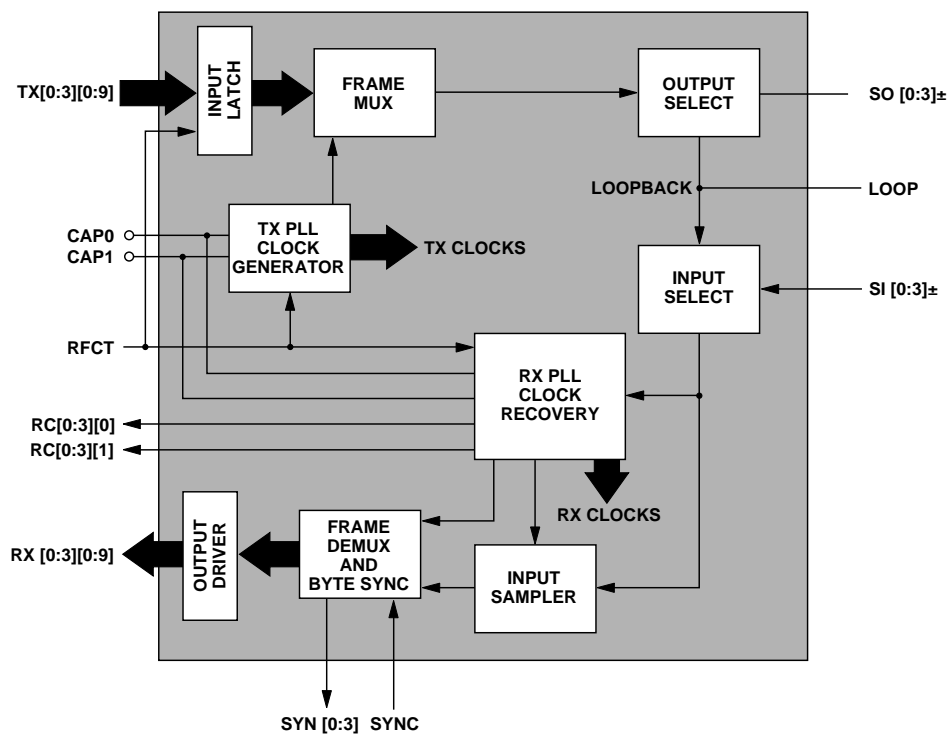 TX[0:3][0:9]
INPUT
LATCH
FRAME
MUX
OUTPUT
SELECT
SO [0:3]±
LOOPBACK
LOOP
CAP0
CAP1
TX PLL
CLOCK
GENERATOR
TX CLOCKS
INPUT
SELECT
SI [0:3]±
RFCT
RX PLL
CLOCK
RECOVERY
RC[0:3][0]
RC[0:3][1]
RX CLOCKS
RX [0:3][0:9]
OUTPUT
DRIVER
FRAME
DEMUX
AND
BYTE SYNC
INPUT
SAMPLER
SYN [0:3]
SYNC